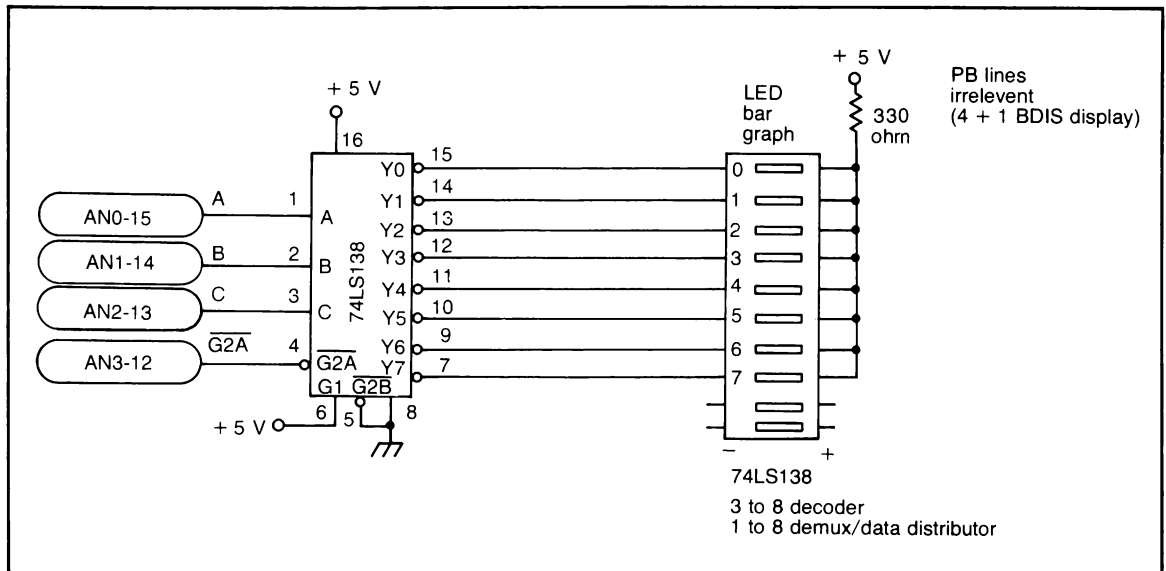 + 5 V
16
AN0-15
A
1
A
AN1-14
B
2
B
AN2-13
C
3
C
AN3-12
G2A
4
G2A
G1
G2B
6
5
8
+ 5 V
74LS138
Y0
15
Y1
14
Y2
13
Y3
12
Y4
11
Y5
10
Y6
9
Y7
7
LED
bar
graph
0
1
2
3
4
5
6
7
−
+
+ 5 V
330
ohrn
PB lines
irrelevent
(4 + 1 BDIS display)
74LS138
3 to 8 decoder
1 to 8 demux/data distributor